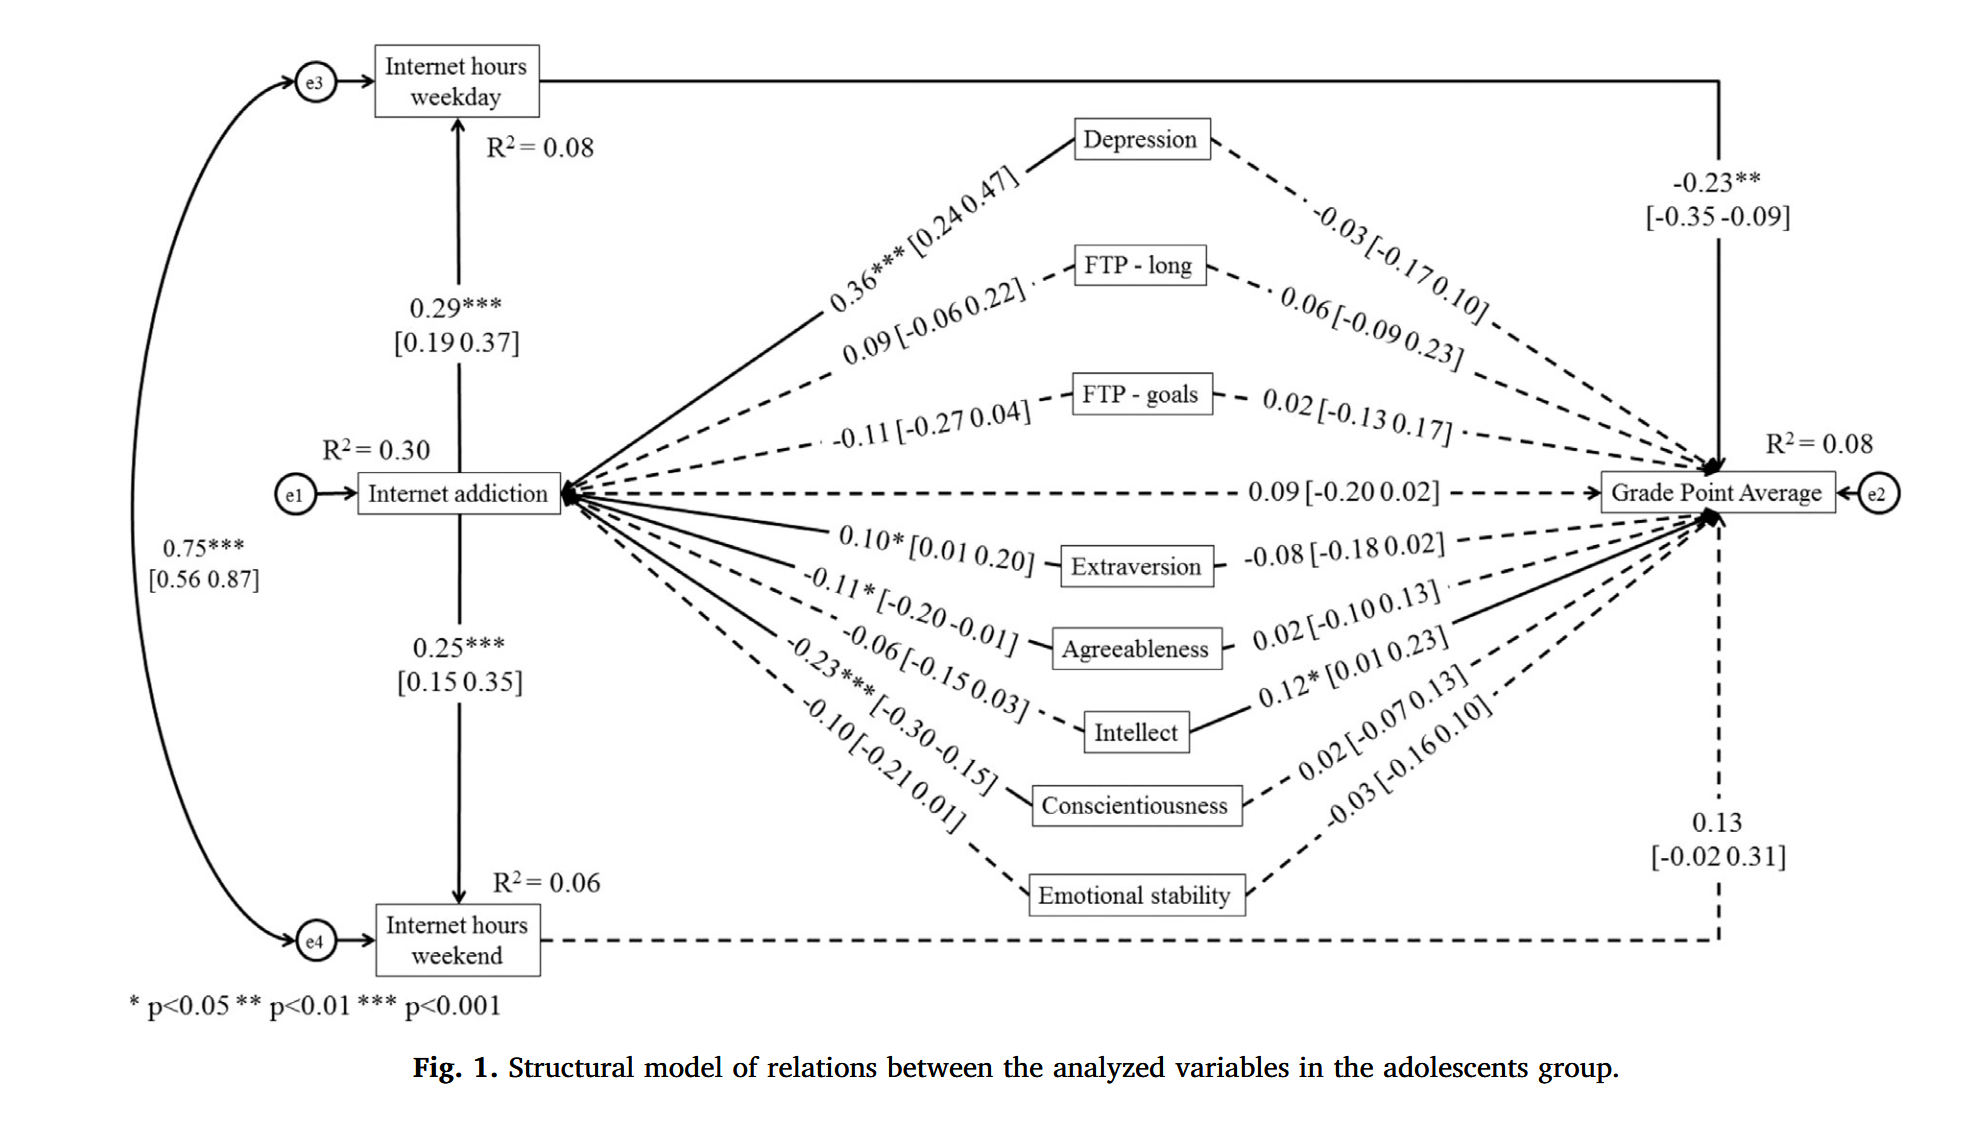 Internet hours
weekday
e3
R² = 0.08
Depression
-0.23**
[-0.35 -0.09]
0.36*** [0.24 0.47]
-0.03 [-0.17 0.10]
FTP - long
0.09 [-0.06 0.22]
0.06 [-0.09 0.23]
0.29***
[0.19 0.37]
FTP - goals
-0.11 [-0.27 0.04]
0.02 [-0.13 0.17]
R² = 0.30
R² = 0.08
e1
Internet addiction
0.09 [-0.20 0.02]
Grade Point Average
e2
0.75***
[0.56 0.87]
0.10* [0.01 0.20]
Extraversion
-0.08 [-0.18 0.02]
-0.11* [-0.20 -0.01]
Agreeableness
0.02 [-0.10 0.13]
0.25***
[0.15 0.35]
-0.06 [-0.15 0.03]
Intellect
0.12* [0.01 0.23]
-0.23*** [-0.30 -0.15]
Conscientiousness
0.02 [-0.07 0.13]
-0.10 [-0.21 0.01]
Emotional stability
-0.03 [-0.16 0.10]
0.13
[-0.02 0.31]
R² = 0.06
Internet hours
weekend
e4
* p<0.05 ** p<0.01 *** p<0.001
Fig. 1. Structural model of relations between the analyzed variables in the adolescents group.